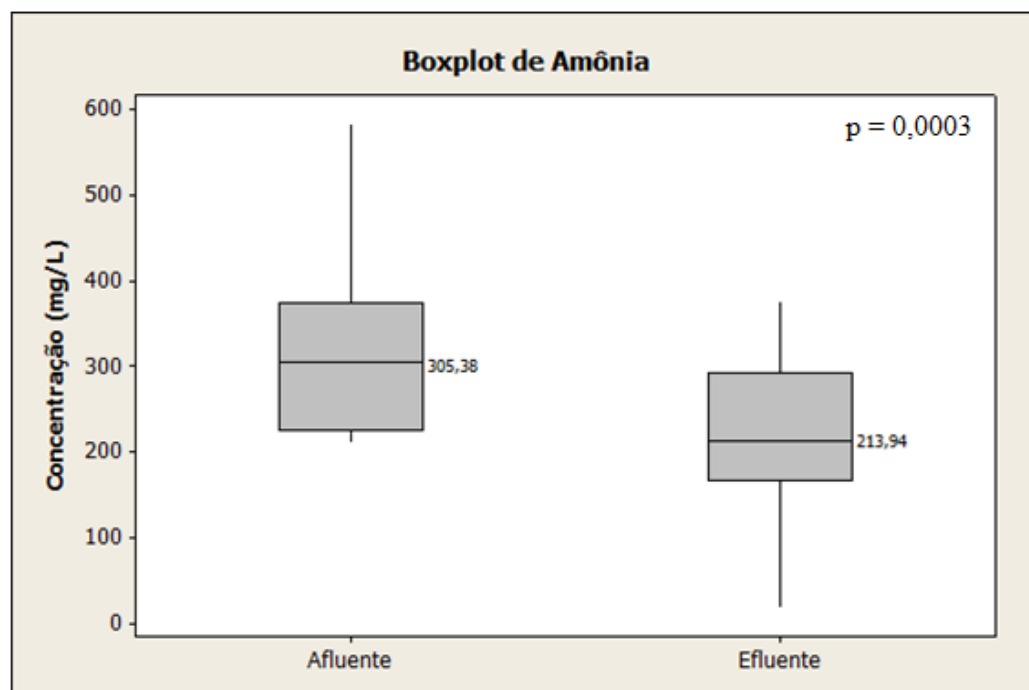 Boxplot de Amônia
p = 0,0003
Concentração (mg/L)
600
500
400
300
200
100
0
305,38
213,94
Afluente
Efluente